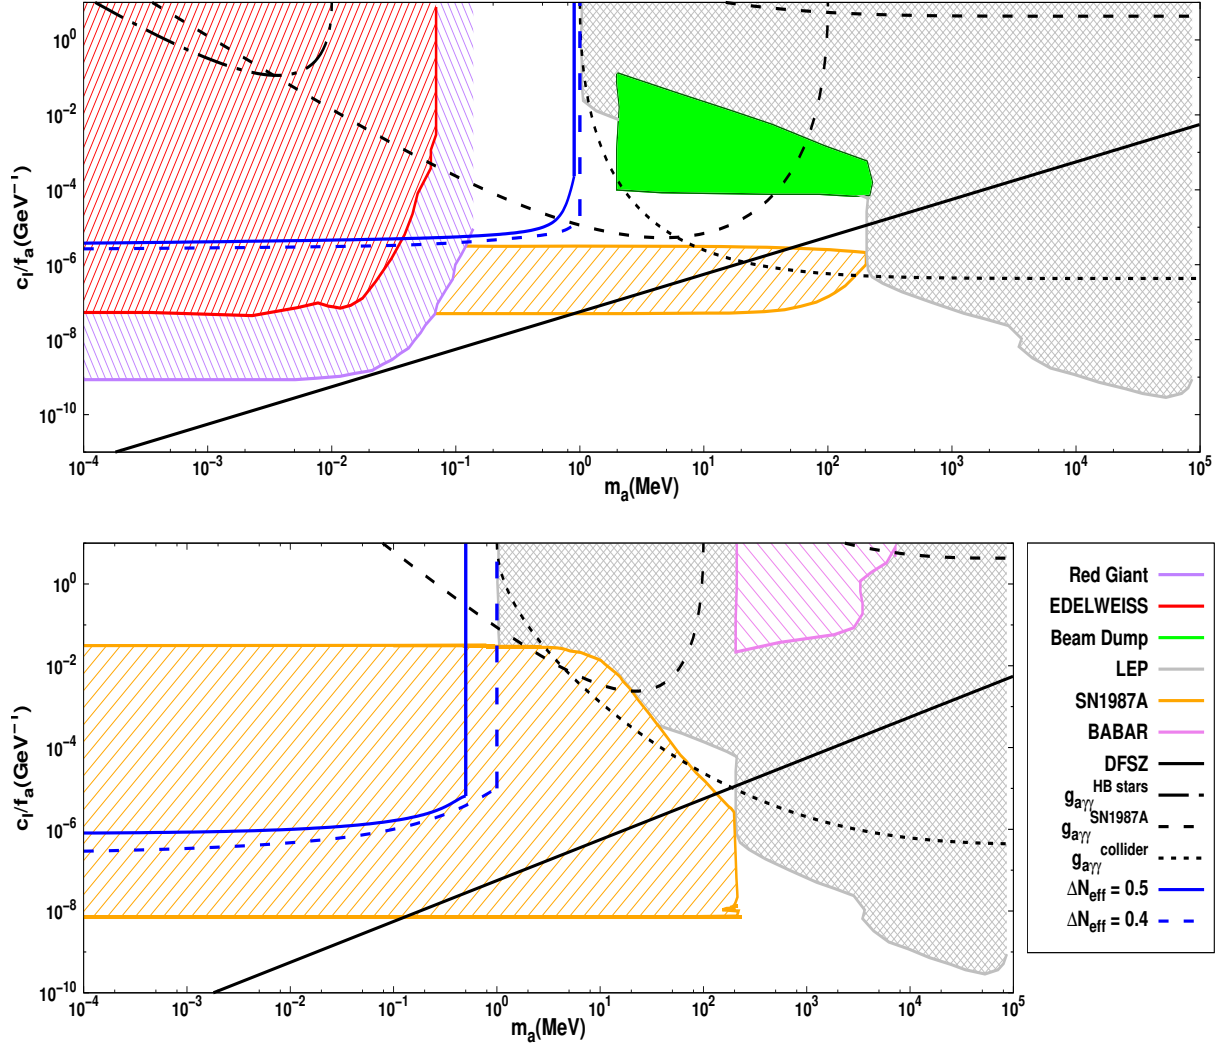 10^0
10^-2
10^-4
10^-6
10^-8
10^-10
c_l/f_a(GeV^-1)
10^-4 10^-3 10^-2 10^-1 10^0 10^1 10^2 10^3 10^4 10^5
m_a(MeV)
10^0
10^-2
10^-4
10^-6
10^-8
10^-10
c_l/f_a(GeV^-1)
10^-4 10^-3 10^-2 10^-1 10^0 10^1 10^2 10^3 10^4 10^5
m_a(MeV)
Red Giant
EDELWEISS
Beam Dump
LEP
SN1987A
BABAR
DFSZ
g_aγγ^HB stars
g_aγγ^SN1987A
g_aγγ^collider
ΔN_eff = 0.5
ΔN_eff = 0.4